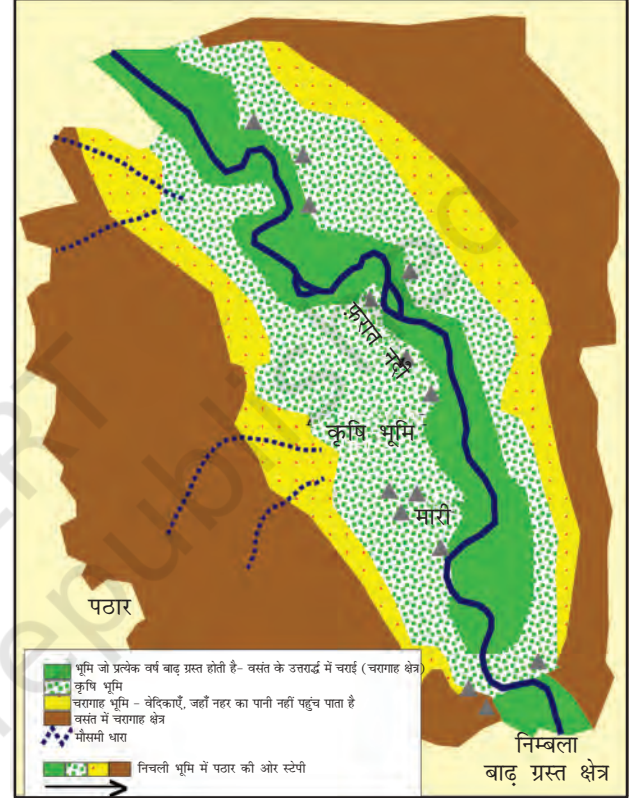 फ़रात नदी
कृषि भूमि
मारी
पठार
भूमि जो प्रत्येक वर्ष बाढ़ ग्रस्त होती है- वसंत के उत्तरार्द्ध में चराई (चरागाह क्षेत्र)
कृषि भूमि
चरागाह भूमि - वेदिकाएँ, जहाँ नहर का पानी नहीं पहुंच पाता है
वसंत में चरागाह क्षेत्र
मौसमी धारा
निचली भूमि में पठार की ओर स्टेपी
निम्बला
बाढ़ ग्रस्त क्षेत्र